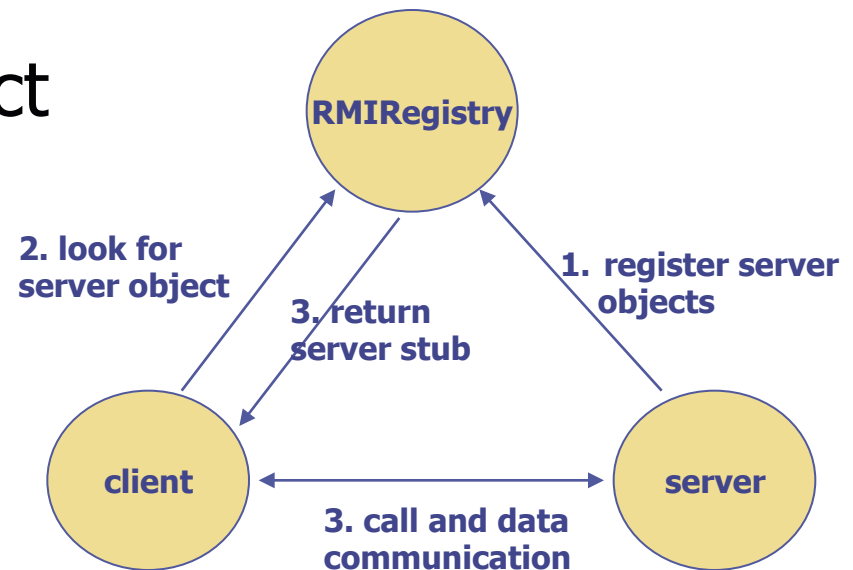 ct
RMIRegistry
2. look for
server object
1. register server
objects
3. return
server stub
client
server
3. call and data
communication